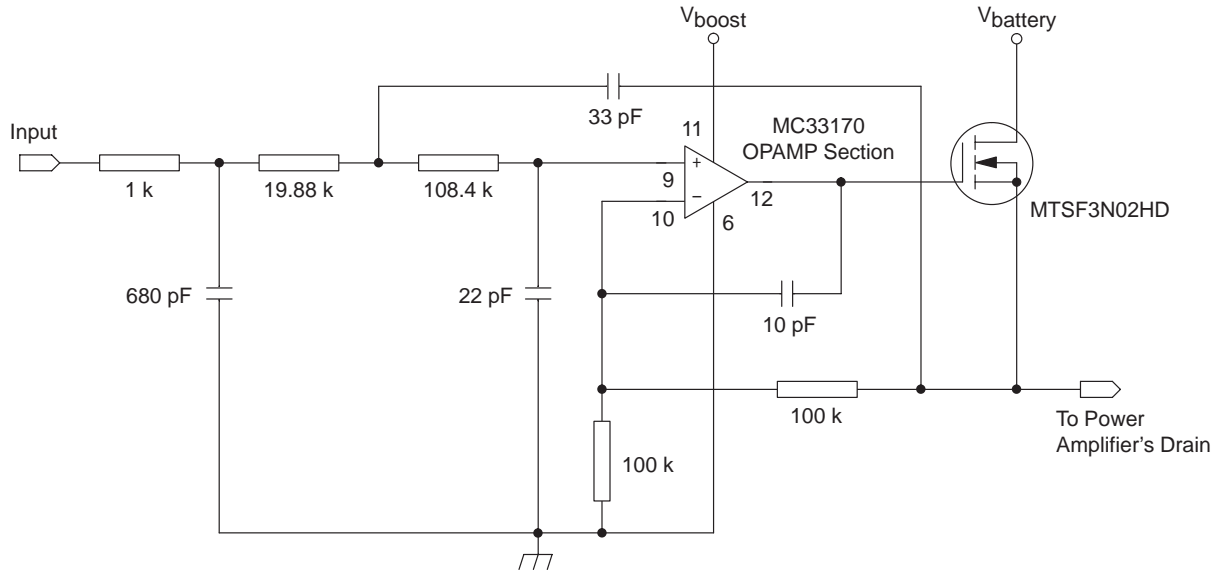 Vboost
Vbattery
33 pF
Input
11
MC33170
OPAMP Section
+
1 k
19.88 k
108.4 k
9
12
−
10
6
MTSF3N02HD
680 pF
22 pF
10 pF
100 k
To Power
Amplifier's Drain
100 k